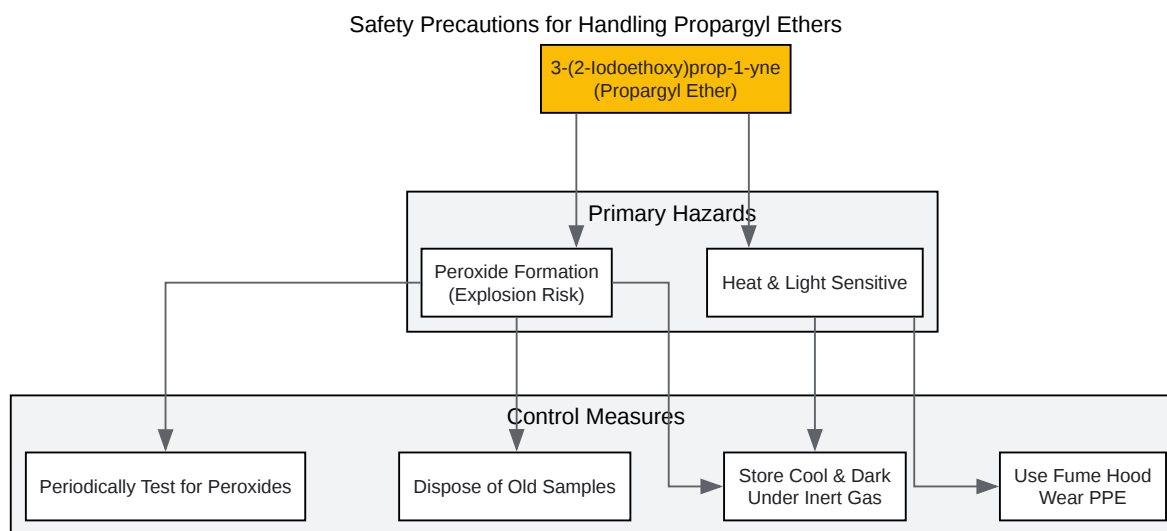 Safety Precautions for Handling Propargyl Ethers
3-(2-Iodoethoxy)prop-1-yne
(Propargyl Ether)
Primary Hazards
Peroxide Formation
(Explosion Risk)
Heat & Light Sensitive
Control Measures
Periodically Test for Peroxides
Dispose of Old Samples
Store Cool & Dark
Under Inert Gas
Use Fume Hood
Wear PPE